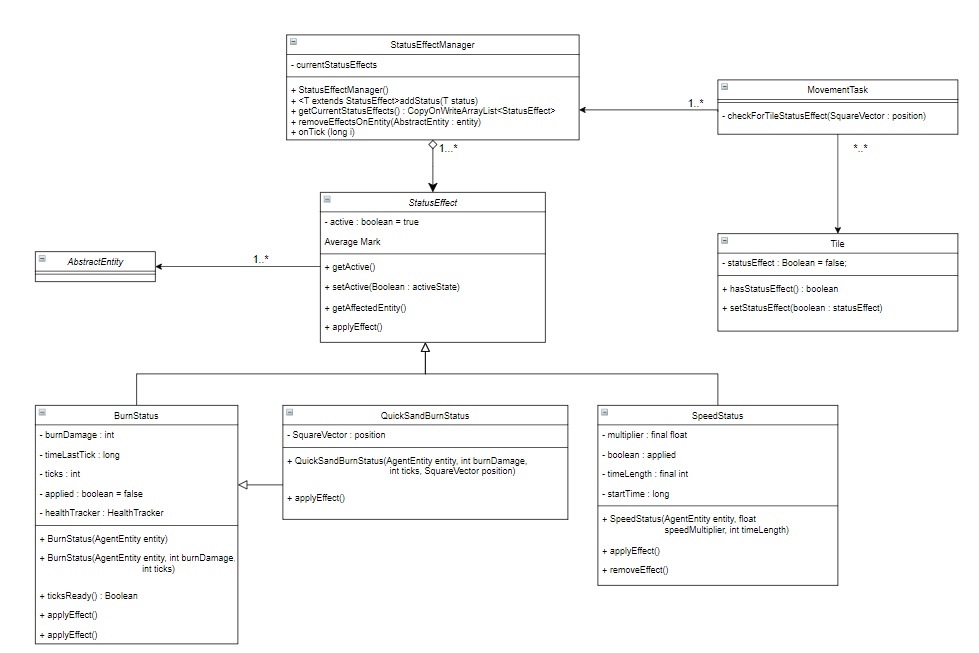 StatusEffectManager
- currentStatusEffects
+ StatusEffectManager()
+ <T extends StatusEffect>addStatus(T status)
+ getCurrentStatusEffects() : CopyOnWriteArrayList<StatusEffect>
+ removeEffectsOnEntity(AbstractEntity : entity)
+ onTick (long i)
1..*
MovementTask
- checkForTileStatusEffect(SquareVector : position)
1...*
*..*
StatusEffect
- active : boolean = true
Average Mark
+ getActive()
+ setActive(Boolean : activeState)
+ getAffectedEntity()
+ applyEffect()
1..*
AbstractEntity
Tile
- statusEffect : Boolean = false;
+ hasStatusEffect() : boolean
+ setStatusEffect(boolean : statusEffect)
BurnStatus
- burnDamage : int
- timeLastTick : long
- ticks : int
- applied : boolean = false
- healthTracker : HealthTracker
+ BurnStatus(AgentEntity entity)
+ BurnStatus(AgentEntity entity, int burnDamage,
int ticks)
+ ticksReady() : Boolean
+ applyEffect()
+ applyEffect()
QuickSandBurnStatus
- SquareVector : position
+ QuickSandBurnStatus(AgentEntity entity, int burnDamage,
int ticks, SquareVector position)
+ applyEffect()
SpeedStatus
- multiplier : final float
- boolean : applied
- timeLength : final int
- startTime : long
+ SpeedStatus(AgentEntity entity, float
speedMultiplier, int timeLength)
+ applyEffect()
+ removeEffect()